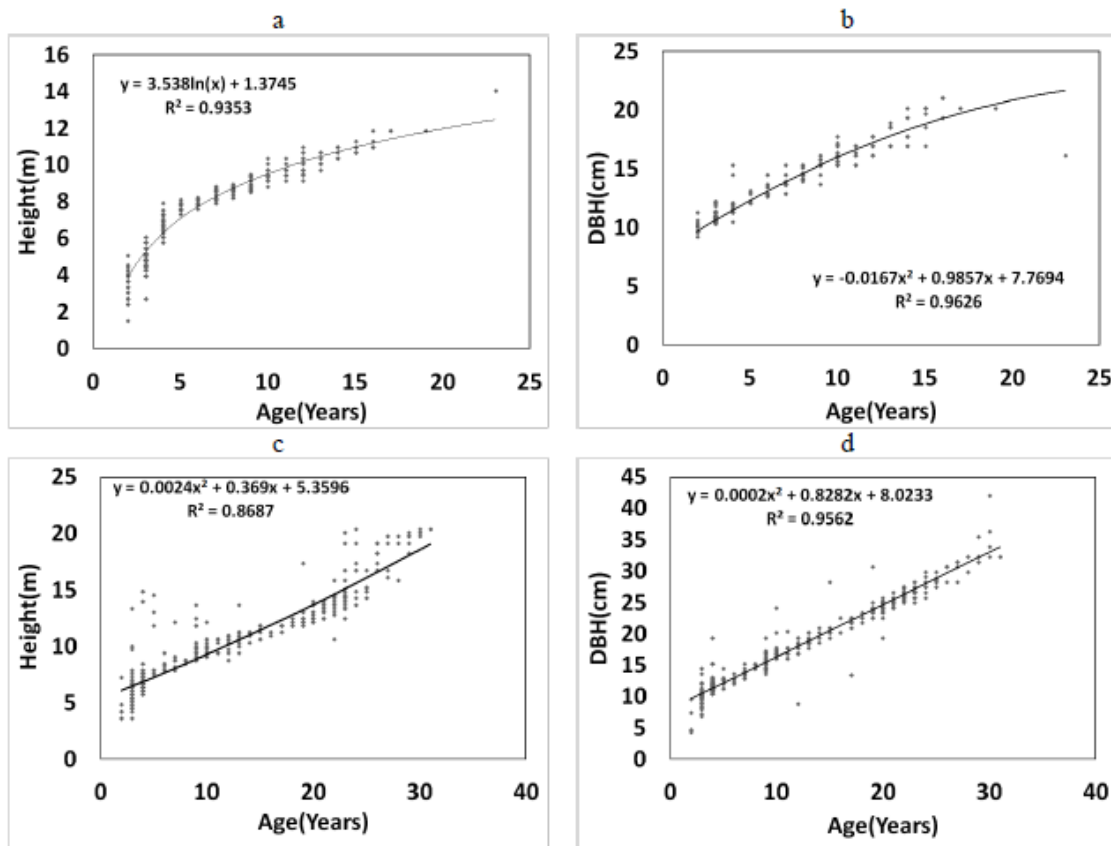 a
16
14
12
10
8
6
4
2
0
Height(m)
y = 3.538ln(x) + 1.3745
R² = 0.9353
0 5 10 15 20 25
Age(Years)
b
25
20
15
10
5
0
DBH(cm)
y = -0.0167x² + 0.9857x + 7.7694
R² = 0.9626
0 5 10 15 20 25
Age(Years)
c
25
20
15
10
5
0
Height(m)
y = 0.0024x² + 0.369x + 5.3596
R² = 0.8687
0 10 20 30 40
Age(Years)
d
45
40
35
30
25
20
15
10
5
0
DBH(cm)
y = 0.0002x² + 0.8282x + 8.0233
R² = 0.9562
0 10 20 30 40
Age(Years)